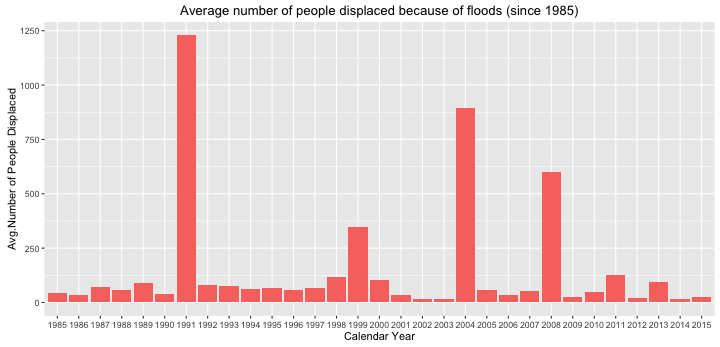 Average number of people displaced because of floods (since 1985)
Avg.Number of People Displaced
1250
1000
750
500
250
0
1985 1986 1987 1988 1989 1990 1991 1992 1993 1994 1995 1996 1997 1998 1999 2000 2001 2002 2003 2004 2005 2006 2007 2008 2009 2010 2011 2012 2013 2014 2015
Calendar Year